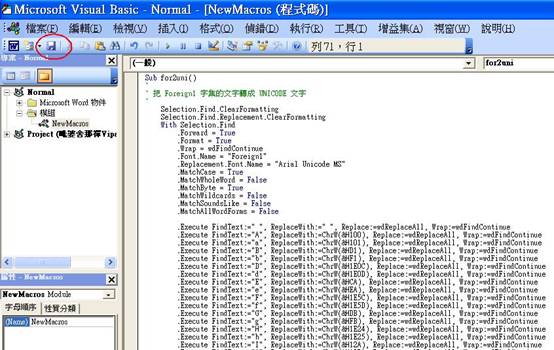 Microsoft Visual Basic - Normal - [NewMacros (程式碼)]
檔案(F) 編輯(E) 檢視(V) 插入(I) 格式(O) 偵錯(D) 執行(R) 工具(T) 增益集(A) 視窗(W) 說明(H)
列 71, 行 1
專案 - Normal
(一般)
for2uni
Normal
Microsoft Word 物件
模組
NewMacros
Project (毗婆舍那禪Vipa
屬性 - NewMacros
NewMacros Module
字母順序 性質分類
(Name) NewMacros
Sub for2uni()
'
' 把 Foreign1 字集的文字轉成 UNICODE 文字
'
Selection.Find.ClearFormatting
Selection.Find.Replacement.ClearFormatting
With Selection.Find
.Forward = True
.Format = True
.Wrap = wdFindContinue
.Font.Name = "Foreign1"
.Replacement.Font.Name = "Arial Unicode MS"
.MatchCase = True
.MatchWholeWord = False
.MatchByte = True
.MatchWildcards = False
.MatchSoundsLike = False
.MatchAllWordForms = False
.Execute FindText:=" ", ReplaceWith:=" ", Replace:=wdReplaceAll, Wrap:=wdFindContinue
.Execute FindText:="A", ReplaceWith:=ChrW(&H100), Replace:=wdReplaceAll, Wrap:=wdFindContinue
.Execute FindText:="a", ReplaceWith:=ChrW(&H101), Replace:=wdReplaceAll, Wrap:=wdFindContinue
.Execute FindText:="B", ReplaceWith:=ChrW(&HD1), Replace:=wdReplaceAll, Wrap:=wdFindContinue
.Execute FindText:="b", ReplaceWith:=ChrW(&HF1), Replace:=wdReplaceAll, Wrap:=wdFindContinue
.Execute FindText:="D", ReplaceWith:=ChrW(&H1E0C), Replace:=wdReplaceAll, Wrap:=wdFindContinue
.Execute FindText:="d", ReplaceWith:=ChrW(&H1E0D), Replace:=wdReplaceAll, Wrap:=wdFindContinue
.Execute FindText:="E", ReplaceWith:=ChrW(&HCA), Replace:=wdReplaceAll, Wrap:=wdFindContinue
.Execute FindText:="e", ReplaceWith:=ChrW(&HEA), Replace:=wdReplaceAll, Wrap:=wdFindContinue
.Execute FindText:="F", ReplaceWith:=ChrW(&H1E5C), Replace:=wdReplaceAll, Wrap:=wdFindContinue
.Execute FindText:="f", ReplaceWith:=ChrW(&H1E5D), Replace:=wdReplaceAll, Wrap:=wdFindContinue
.Execute FindText:="G", ReplaceWith:=ChrW(&HDB), Replace:=wdReplaceAll, Wrap:=wdFindContinue
.Execute FindText:="g", ReplaceWith:=ChrW(&HFB), Replace:=wdReplaceAll, Wrap:=wdFindContinue
.Execute FindText:="H", ReplaceWith:=ChrW(&H1E24), Replace:=wdReplaceAll, Wrap:=wdFindContinue
.Execute FindText:="h", ReplaceWith:=ChrW(&H1E25), Replace:=wdReplaceAll, Wrap:=wdFindContinue
.Execute FindText:="I", ReplaceWith:=ChrW(&H12A), Replace:=wdReplaceAll, Wrap:=wdFindContinue